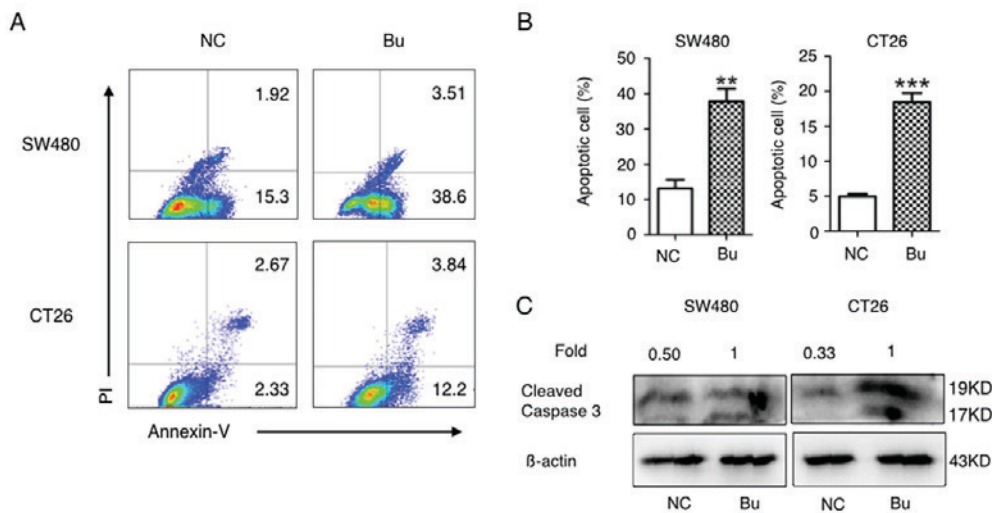 A
NC Bu
SW480
1.92
15.3
3.51
38.6
CT26
2.67
2.33
3.84
12.2
PI
Annexin-V
B
SW480
Apoptotic cell (%)
50
40
30
20
10
0
**
NC Bu
CT26
Apoptotic cell (%)
25
20
15
10
5
0
***
NC Bu
C
SW480 CT26
Fold 0.50 1 0.33 1
Cleaved
Caspase 3
19KD
17KD
ß-actin 43KD
NC Bu NC Bu